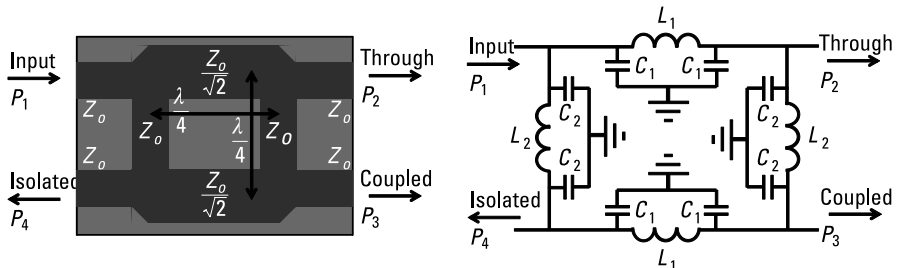 Input
P1
Zo
Zo
Isolated
P4
Zo
√2
λ
4
Zo
λ
4
Zo
Zo
√2
Through
P2
Zo
Zo
Coupled
P3
L1
Input
P1
C1
C1
Through
P2
C2
L2
C2
C2
L2
C2
Isolated
P4
C1
C1
Coupled
P3
L1